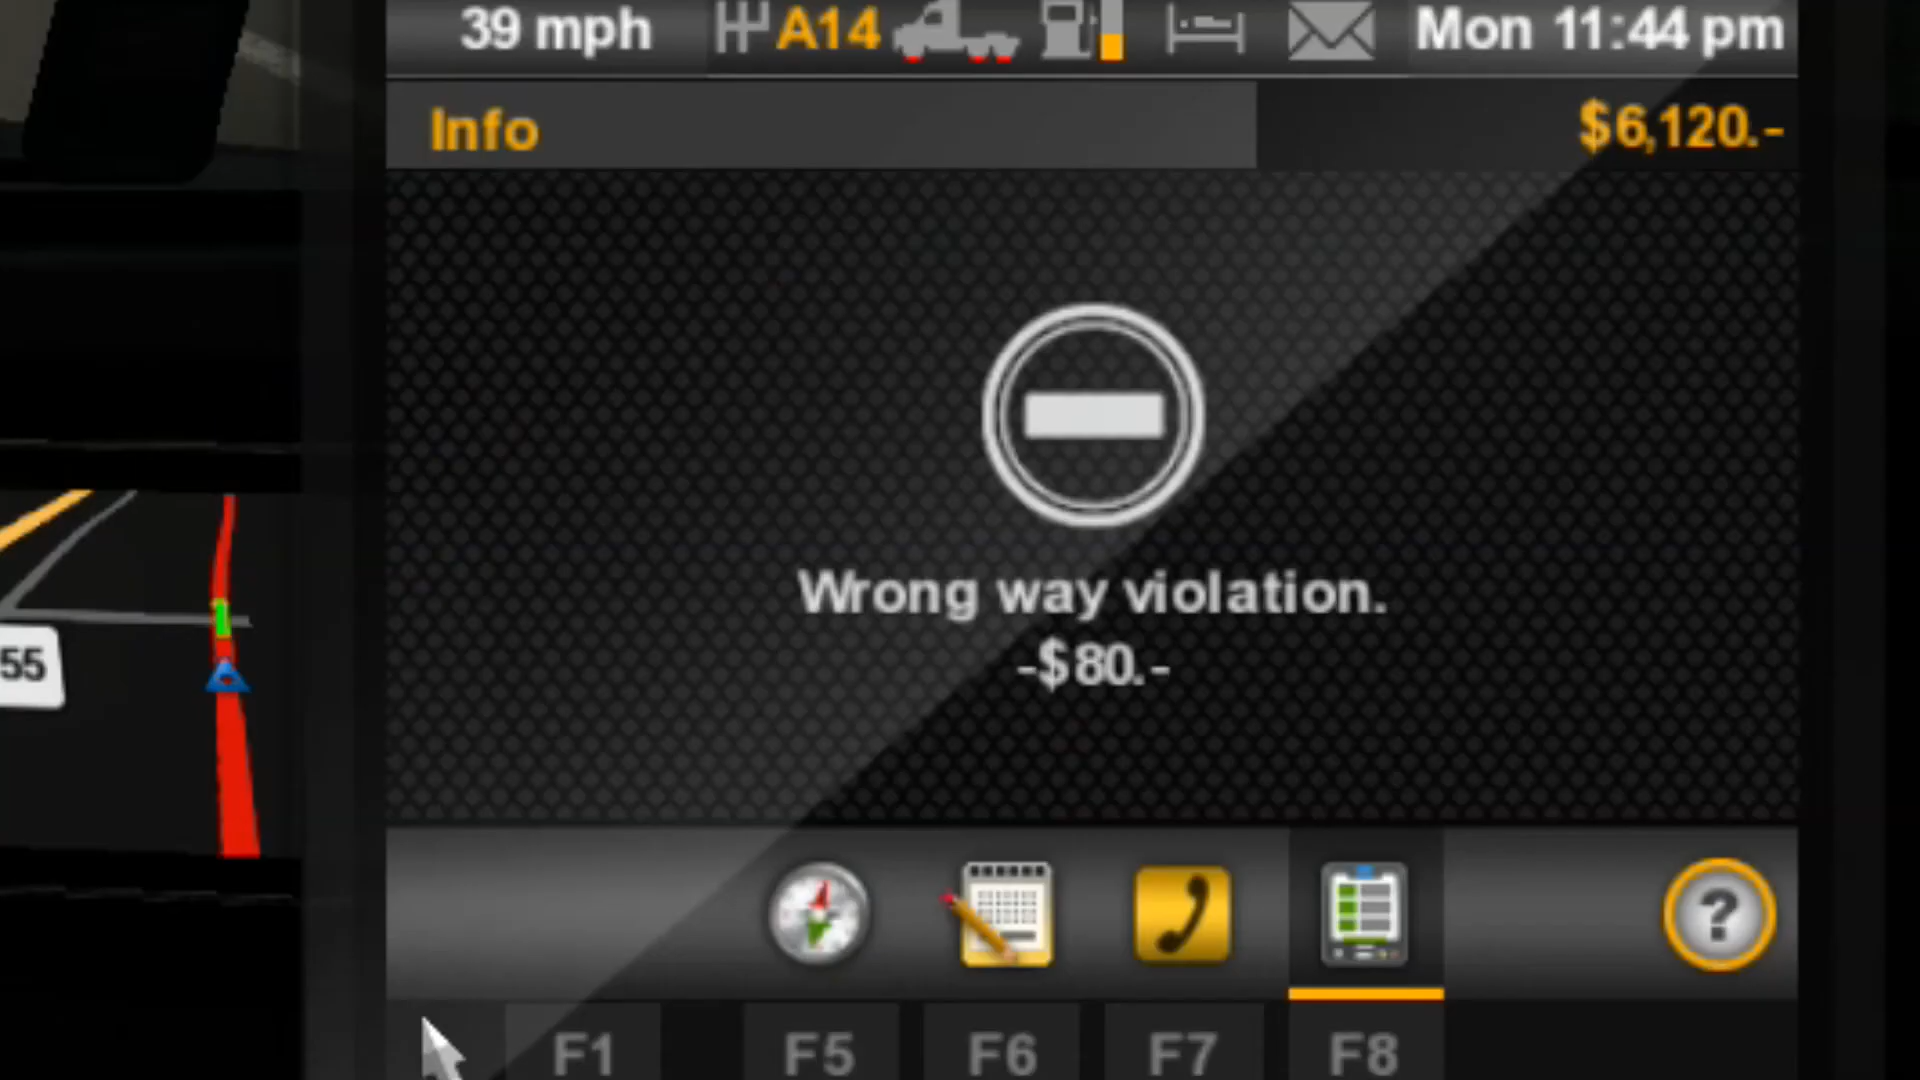 39 mph A14 Mon 11:44 pm
Info $6,120.-
Wrong way violation.
-$80.-
55
?
F1 F5 F6 F7 F8